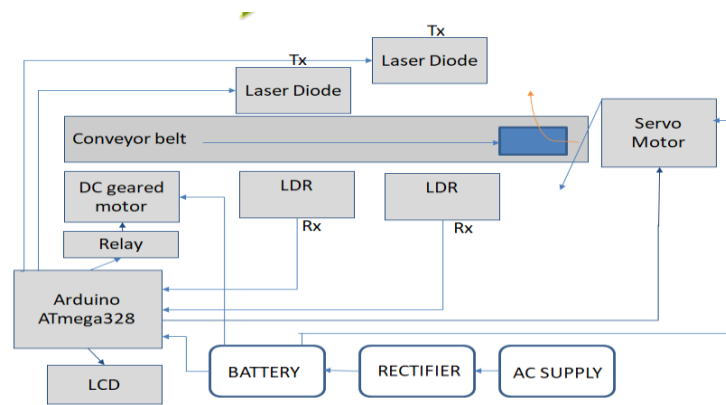 Tx
Laser Diode
Tx
Laser Diode
Conveyor belt
Servo
Motor
DC geared
motor
LDR
LDR
Rx
Rx
Relay
Arduino
ATmega328
LCD
BATTERY
RECTIFIER
AC SUPPLY